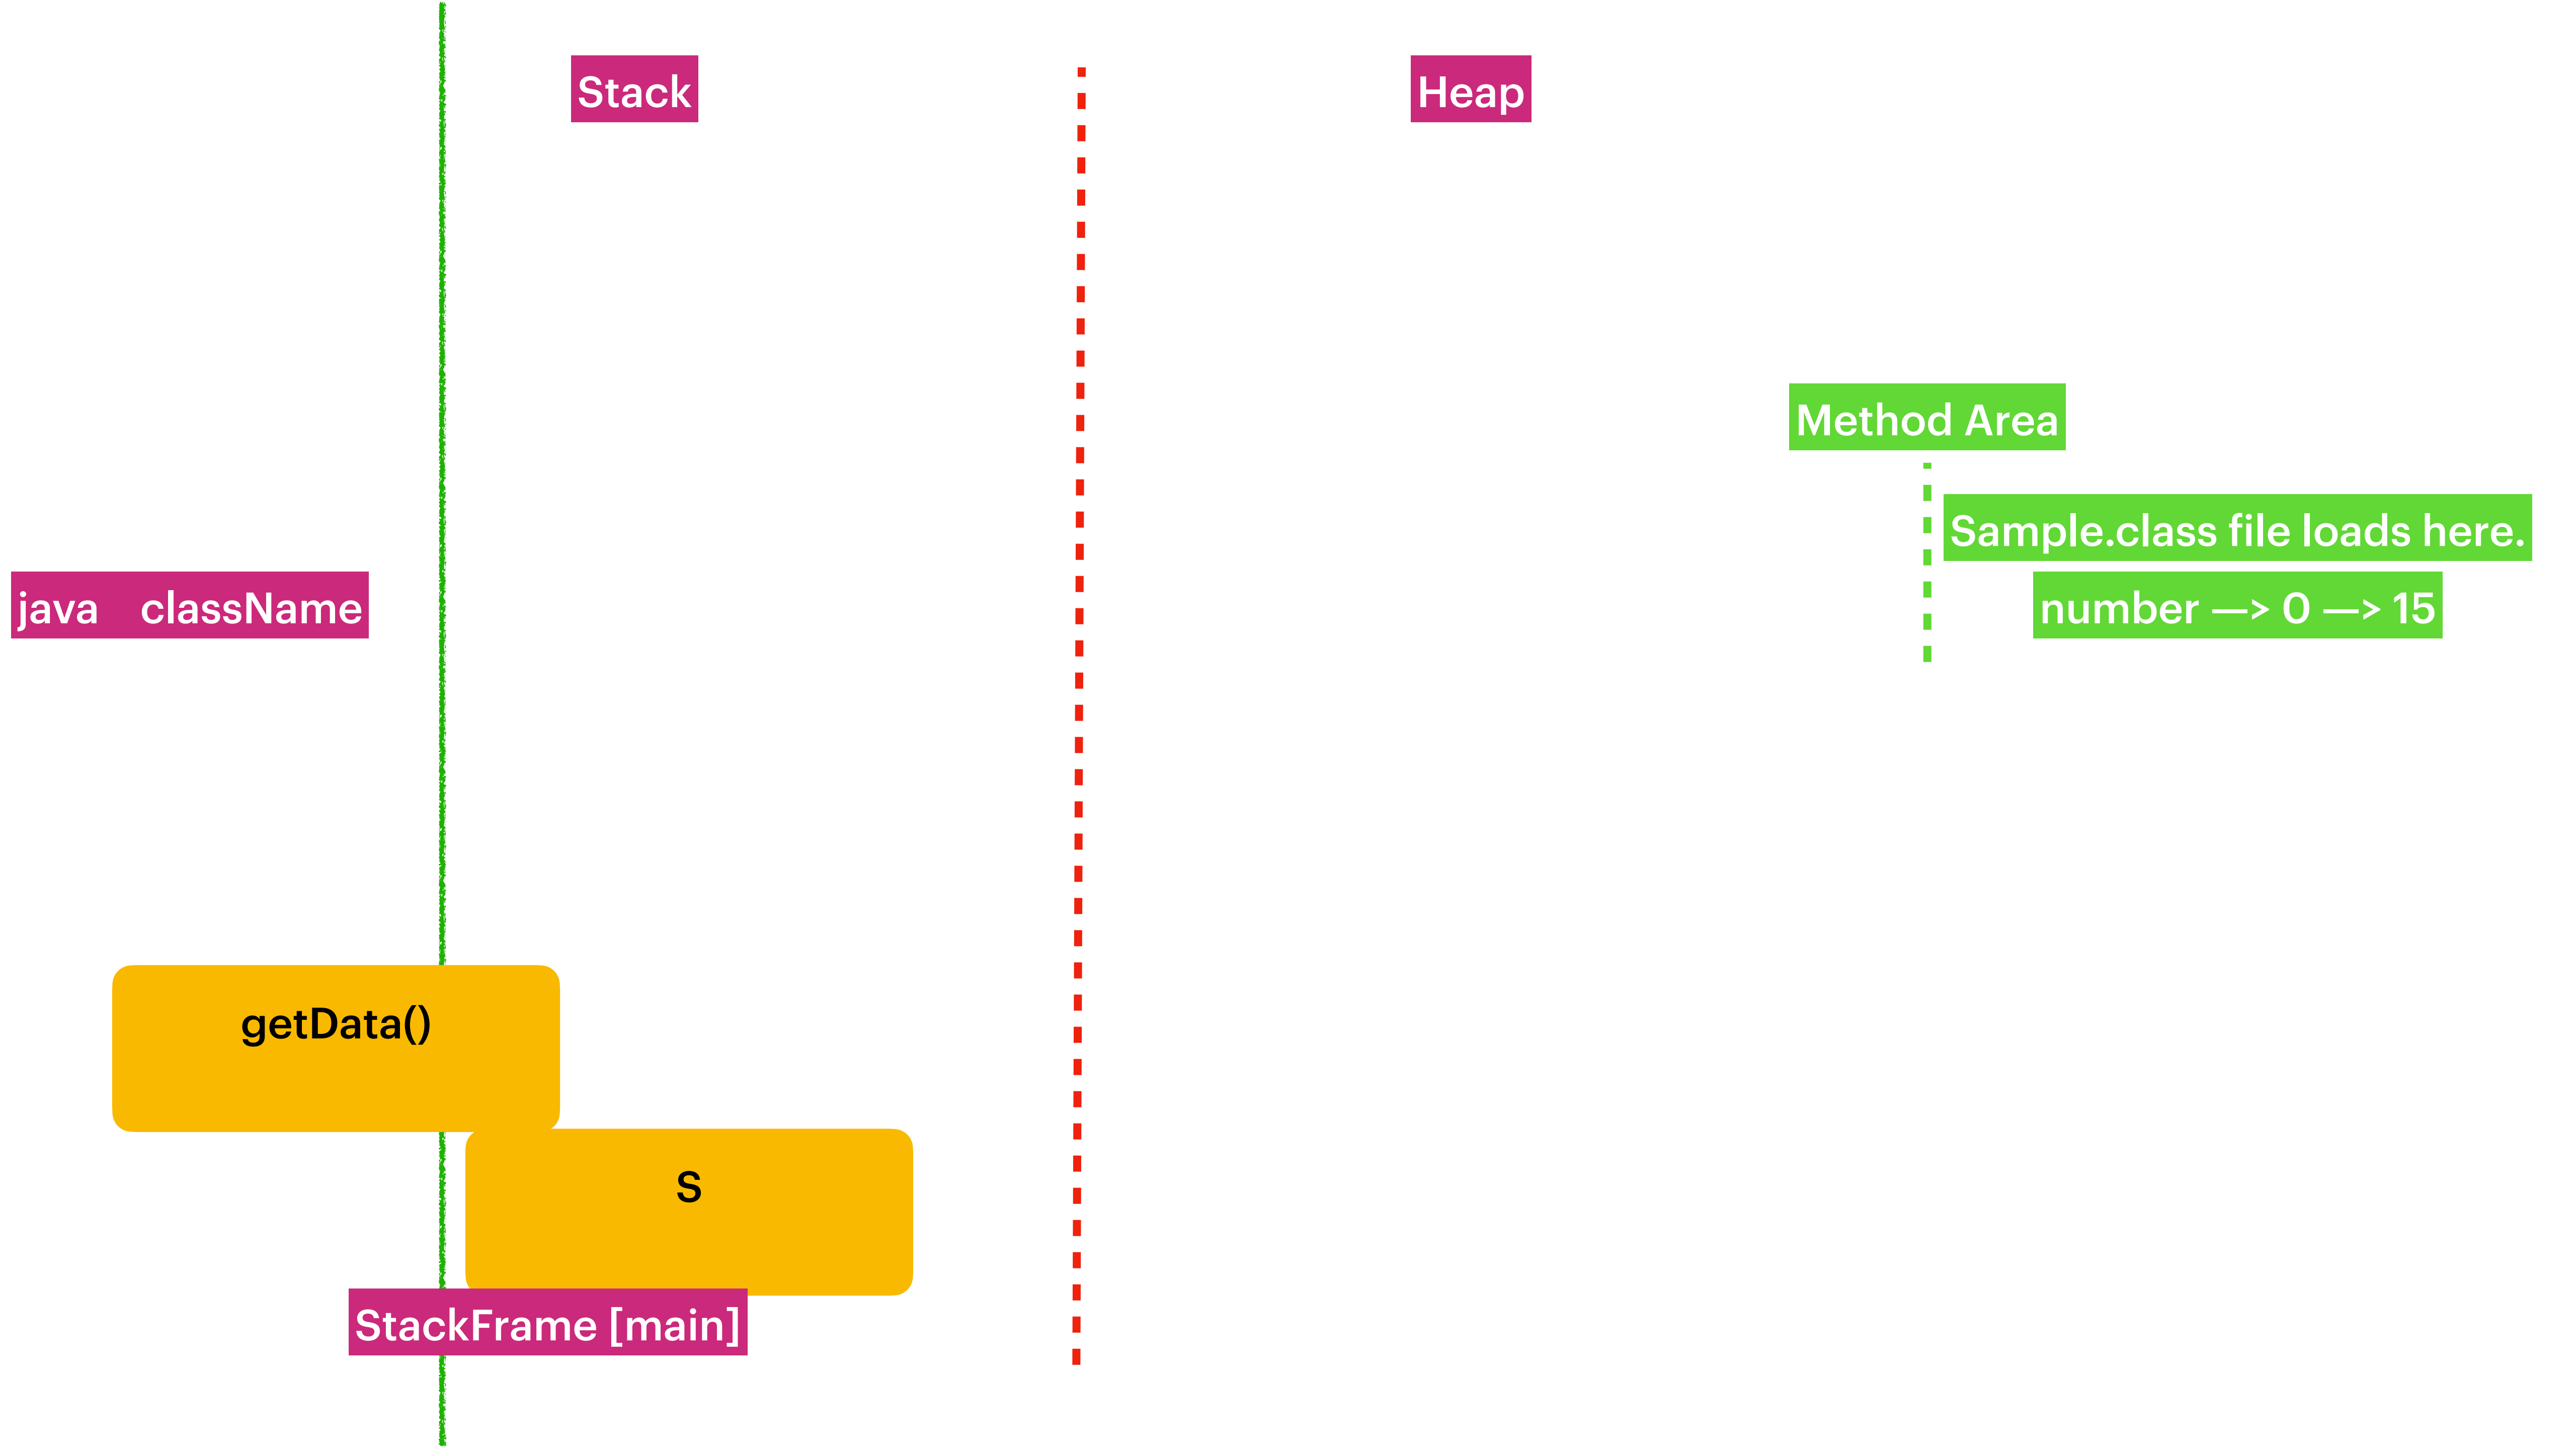 Stack
Heap
Method Area
Sample.class file loads here.
java className
number —> 0 —> 15
getData()
S
StackFrame [main]